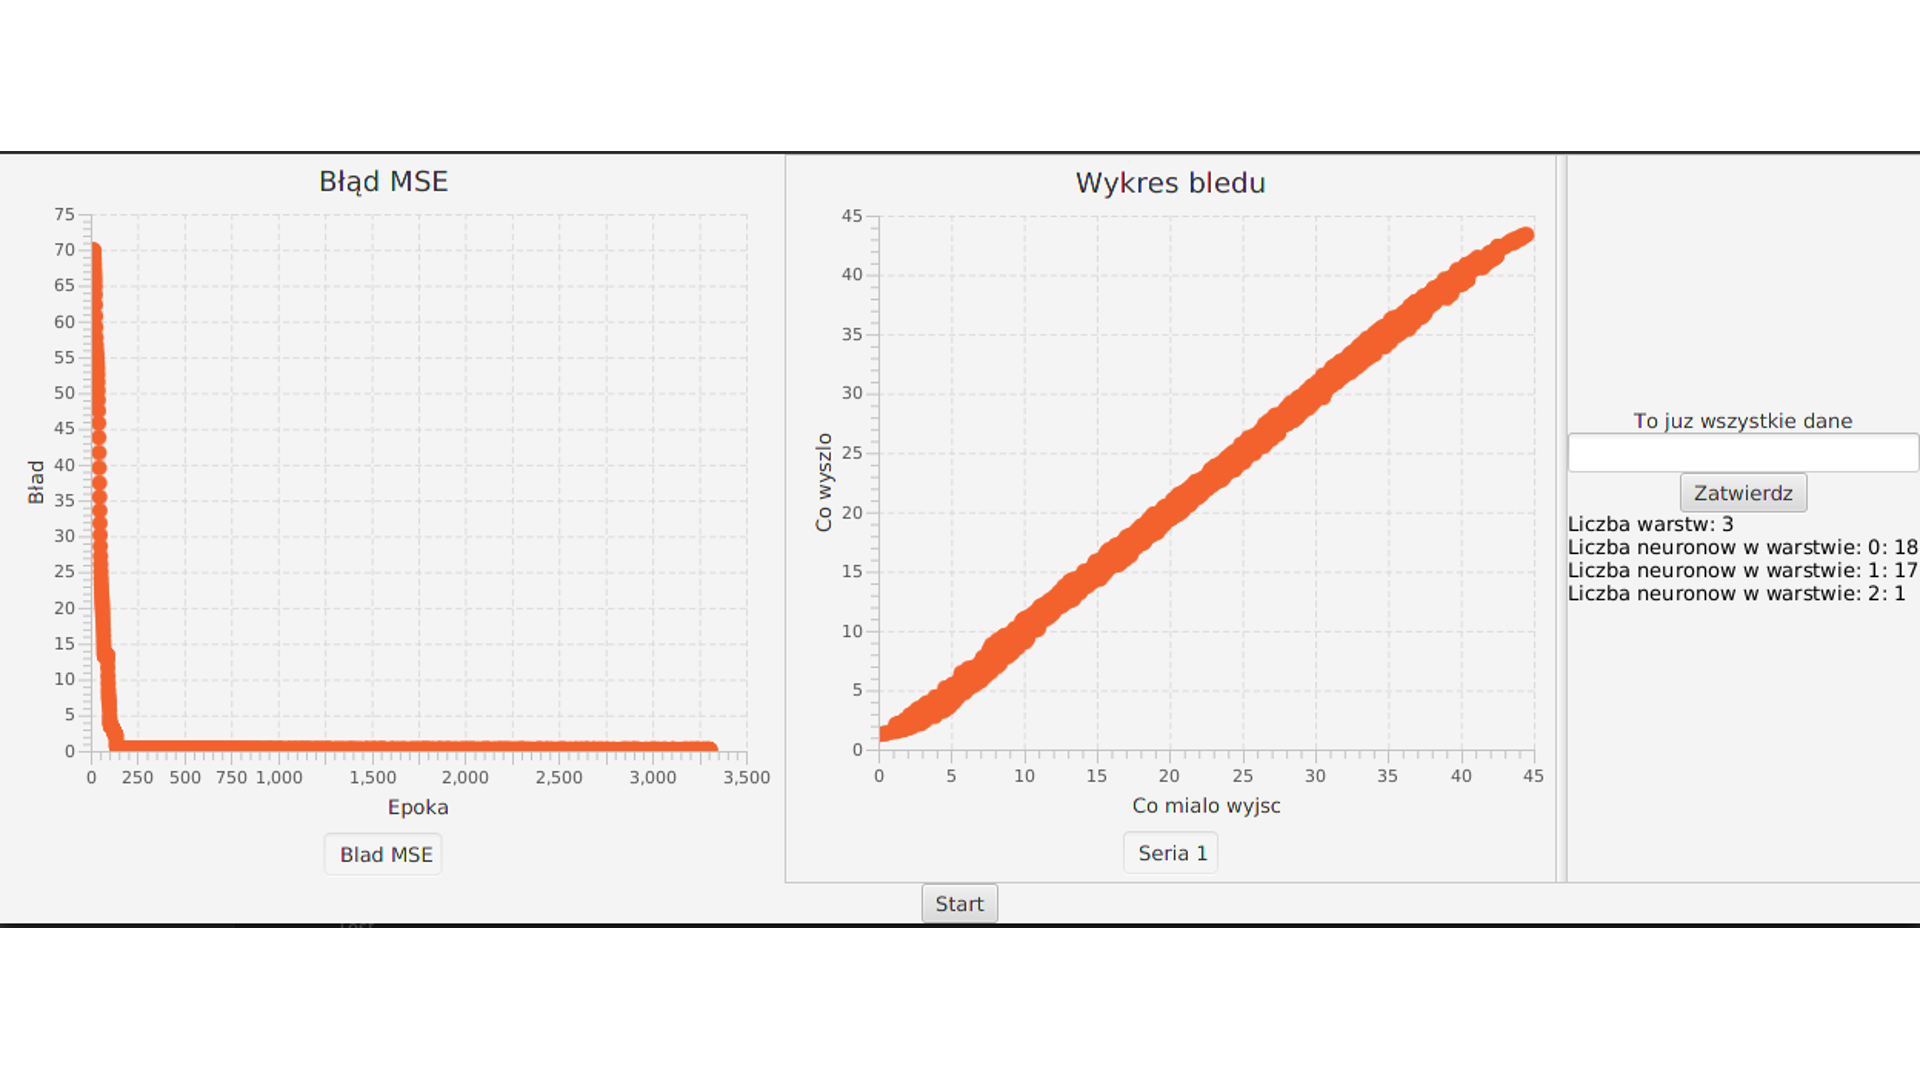 Błąd MSE
75
70
65
60
55
50
45
40
35
30
25
20
15
10
5
0
Bład
0 250 500 750 1,000 1,500 2,000 2,500 3,000 3,500
Epoka
Blad MSE
Wykres bledu
45
40
35
30
25
20
15
10
5
0
Co wyszlo
0 5 10 15 20 25 30 35 40 45
Co mialo wyjsc
Seria 1
To juz wszystkie dane
Zatwierdz
Liczba warstw: 3
Liczba neuronow w warstwie: 0: 18
Liczba neuronow w warstwie: 1: 17
Liczba neuronow w warstwie: 2: 1
Start